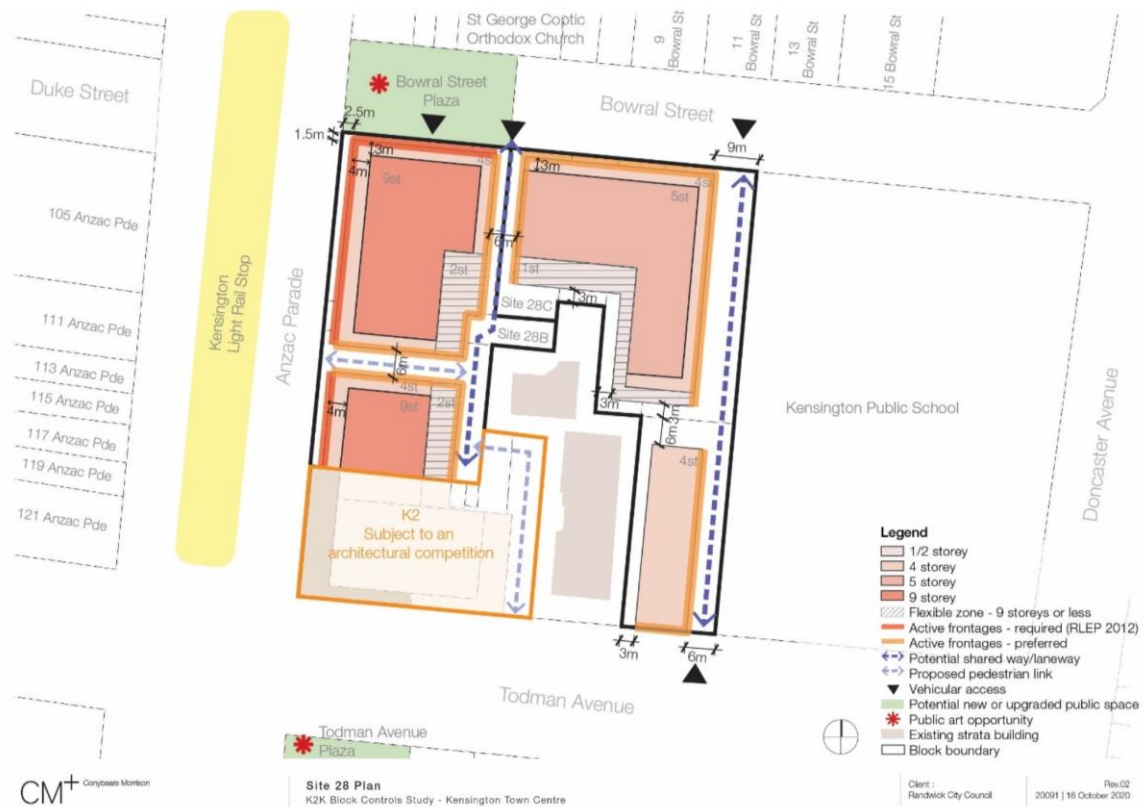 St George Coptic
Orthodox Church
9
Bowral St
11
Bowral St
13
Bowral St
15 Bowral St
Duke Street
Bowral Street
Plaza
Bowral Street
2.5m
1.5m
9m
3m
4s
3m
4s
4m
9st
5st
105 Anzac Pde
6m
2st
1st
Kensington
Light Rail Stop
Anzac Parade
Site 28C
3m
Site 28B
111 Anzac Pde
113 Anzac Pde
6m
115 Anzac Pde
4st
9st
2st
4m
3m
3m
6m
Kensington Public School
Doncaster Avenue
117 Anzac Pde
119 Anzac Pde
121 Anzac Pde
4st
K2
Subject to an
architectural competition
3m
6m
Todman Avenue
Todman Avenue
Plaza
Legend
1/2 storey
4 storey
5 storey
9 storey
Flexible zone - 9 storeys or less
Active frontages - required (RLEP 2012)
Active frontages - preferred
Potential shared way/laneway
Proposed pedestrian link
Vehicular access
Potential new or upgraded public space
Public art opportunity
Existing strata building
Block boundary
CM+ Conybeare Morrison
Site 28 Plan
K2K Block Controls Study - Kensington Town Centre
Client :
Randwick City Council
Rev.02
20091 | 16 October 2020